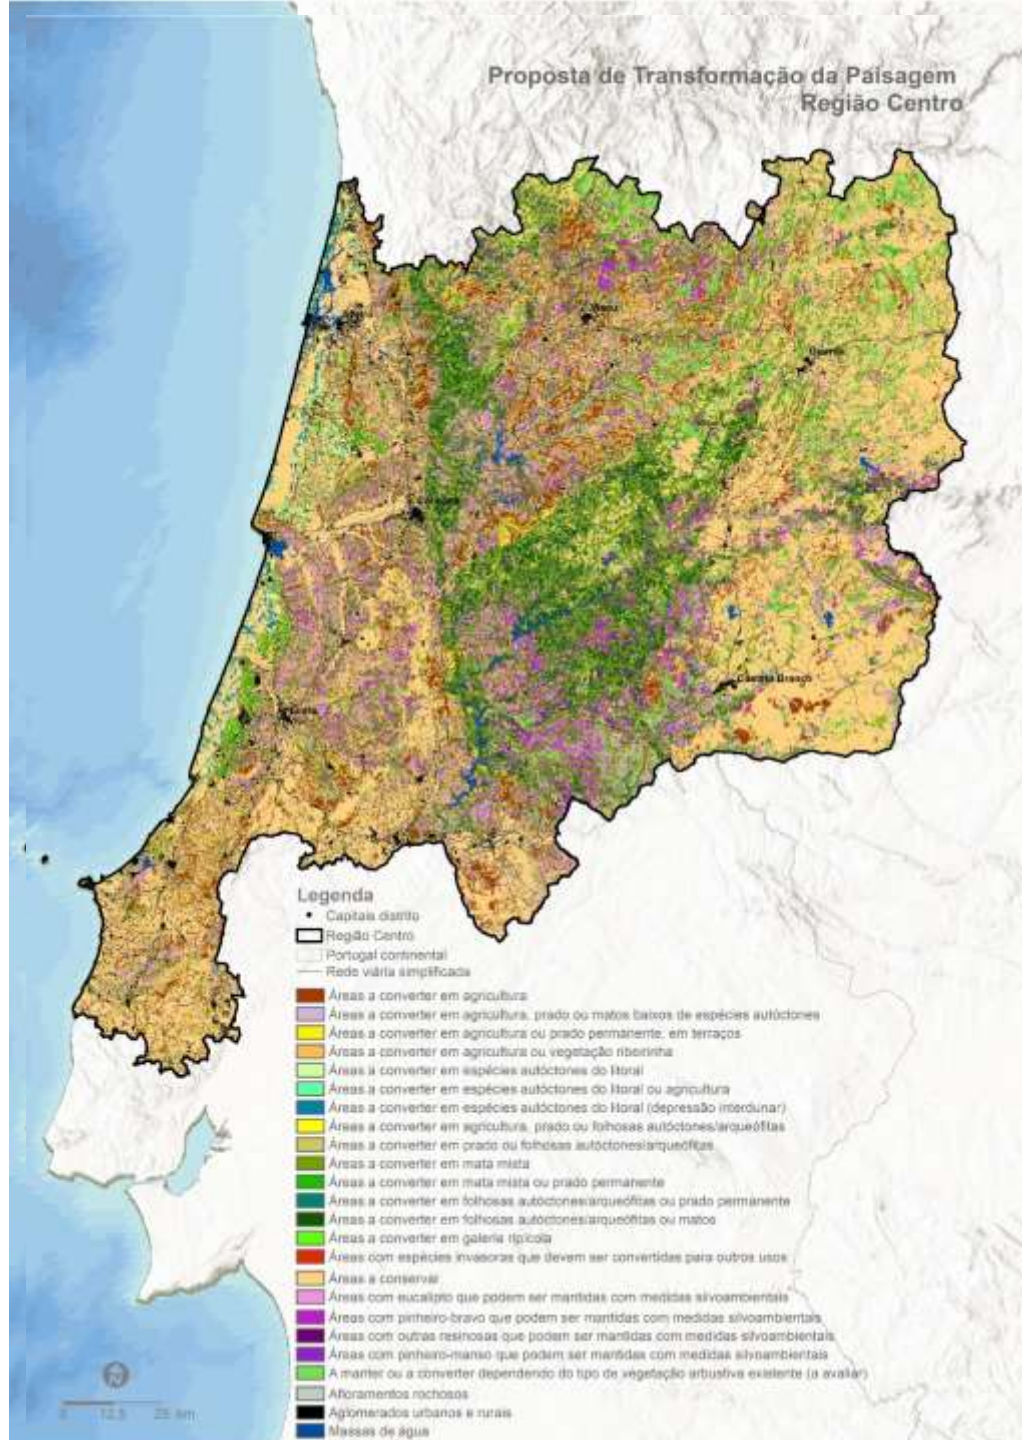 Proposta de Transformação da Paisagem
Região Centro
Viseu
Guarda
Coimbra
Castelo Branco
Leiria
Legenda
Capitais distrito
Região Centro
Portugal continental
Rede viária simplificada
Áreas a converter em agricultura
Áreas a converter em agricultura, prado ou matos baixos de espécies autóctones
Áreas a converter em agricultura ou prado permanente, em terraços
Áreas a converter em agricultura ou vegetação ribeirinha
Áreas a converter em espécies autóctones do litoral
Áreas a converter em espécies autóctones do litoral ou agricultura
Áreas a converter em espécies autóctones do litoral (depressão interdunar)
Áreas a converter em agricultura, prado ou folhosas autóctones/arqueófitas
Áreas a converter em prado ou folhosas autóctones/arqueófitas
Áreas a converter em mata mista
Áreas a converter em mata mista ou prado permanente
Áreas a converter em folhosas autóctones/arqueófitas ou prado permanente
Áreas a converter em folhosas autóctones/arqueófitas ou matos
Áreas a converter em galeria ripícola
Áreas com espécies invasoras que devem ser convertidas para outros usos
Áreas a conservar
Áreas com eucalipto que podem ser mantidas com medidas silvoambientais
Áreas com pinheiro-bravo que podem ser mantidas com medidas silvoambientais
Áreas com outras resinosas que podem ser mantidas com medidas silvoambientais
Áreas com pinheiro-manso que podem ser mantidas com medidas silvoambientais
A manter ou a converter dependendo do tipo de vegetação arbustiva existente (a avaliar)
Afloramentos rochosos
Aglomerados urbanos e rurais
Massas de água
N
0 12,5 25 km